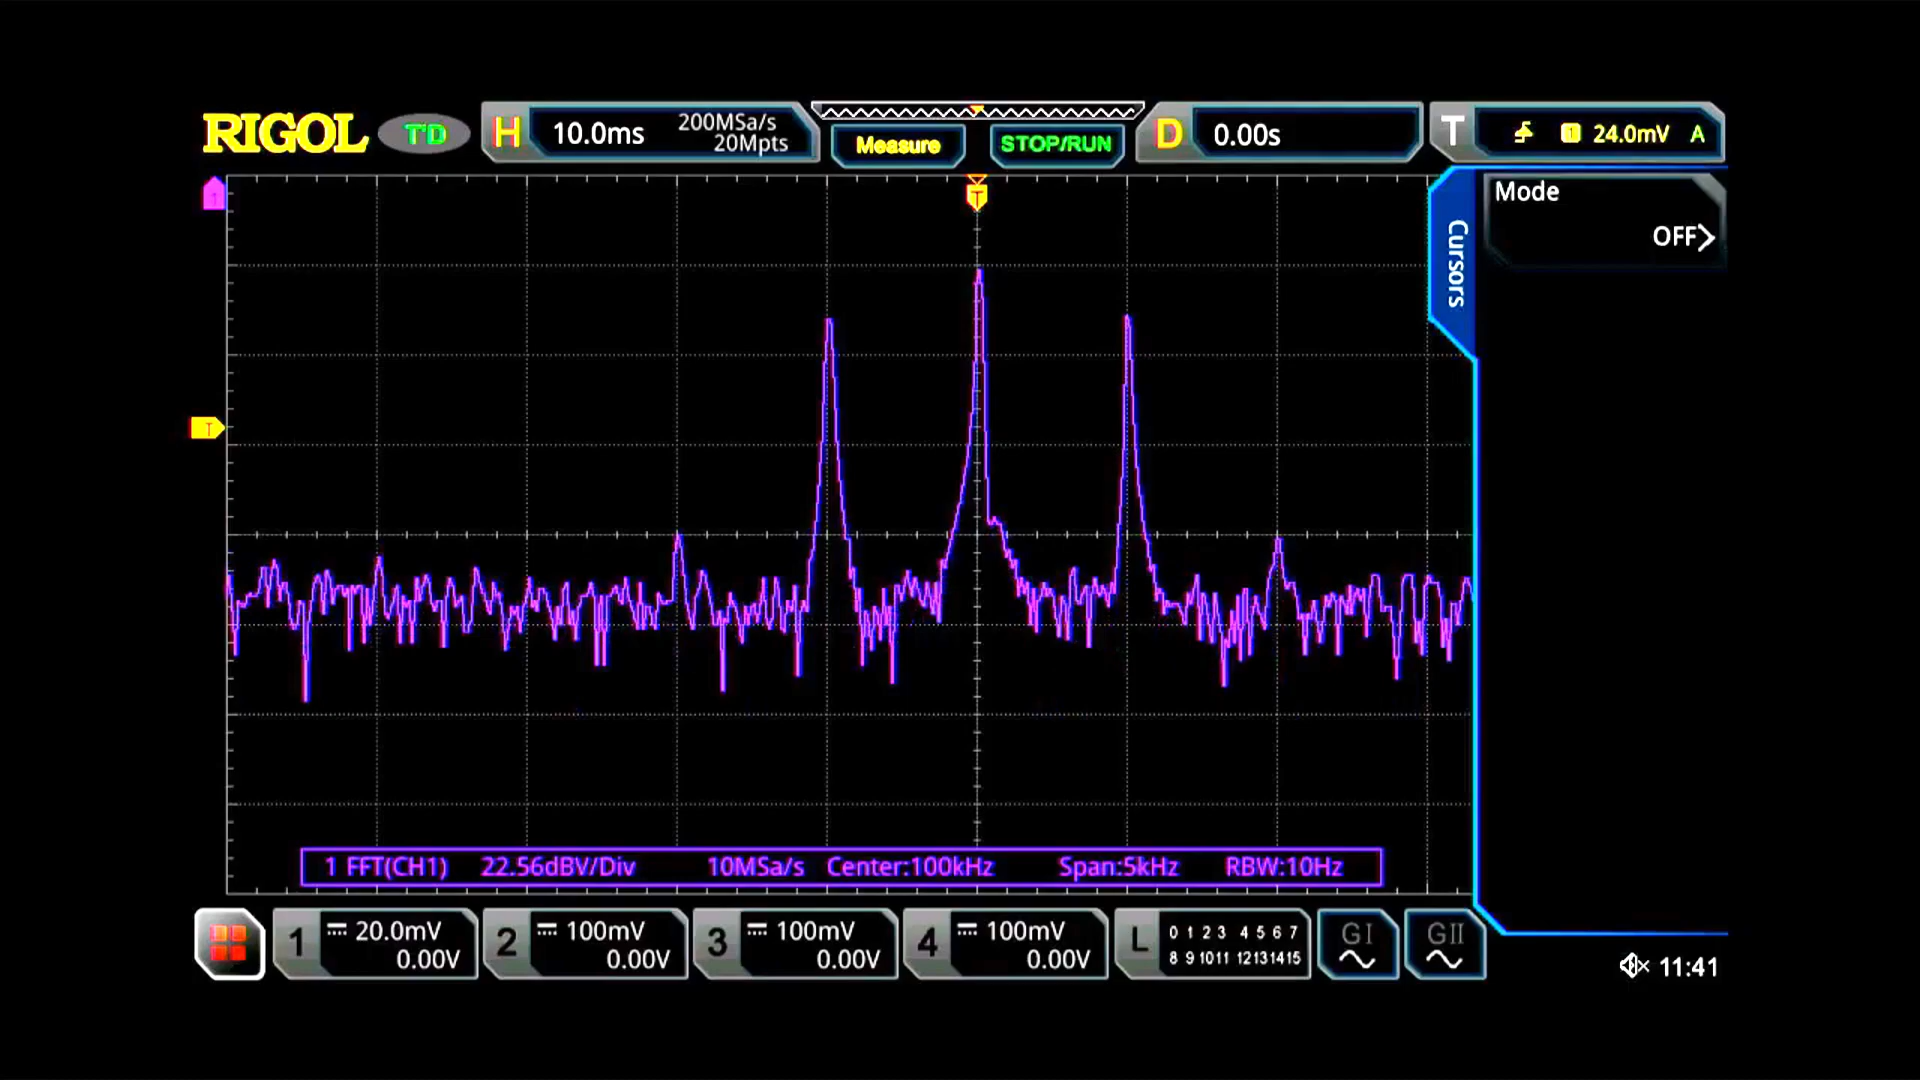 RIGOL T'D H 10.0ms 200MSa/s 20Mpts Measure STOP/RUN D 0.00s T 1 24.0mV A
1
T
T
Mode
OFF>
Cursors
1 FFT(CH1) 22.56dBV/Div 10MSa/s Center:100kHz Span:5kHz RBW:10Hz
1 20.0mV 0.00V
2 100mV 0.00V
3 100mV 0.00V
4 100mV 0.00V
L 0 1 2 3 4 5 6 7
8 9 10 11 12 13 14 15
GI
GII
11:41